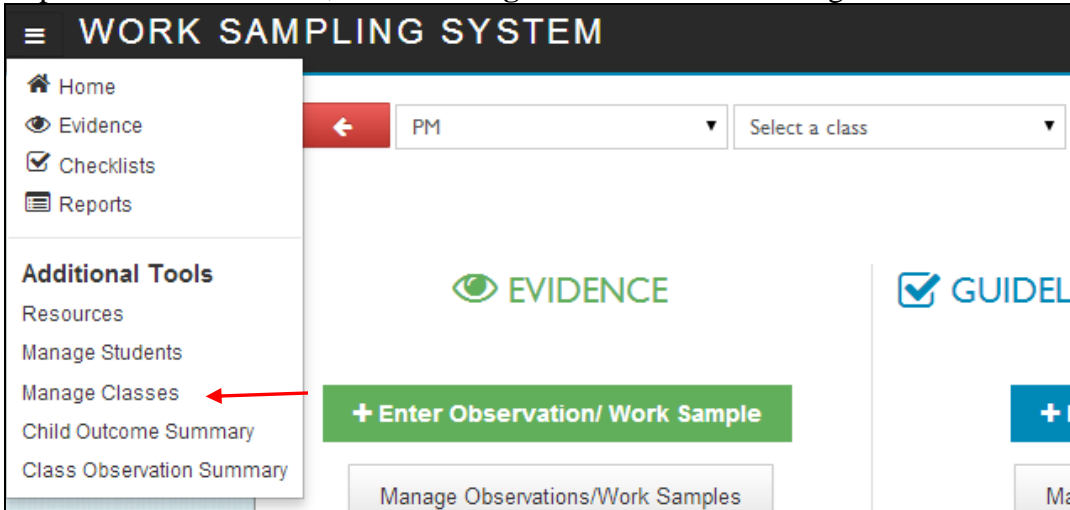 WORK SAMPLING SYSTEM
Home
Evidence
Checklists
Reports
Additional Tools
Resources
Manage Students
Manage Classes
Child Outcome Summary
Class Observation Summary
PM
Select a class
EVIDENCE
+ Enter Observation/ Work Sample
Manage Observations/Work Samples
GUIDEL
+
Ma